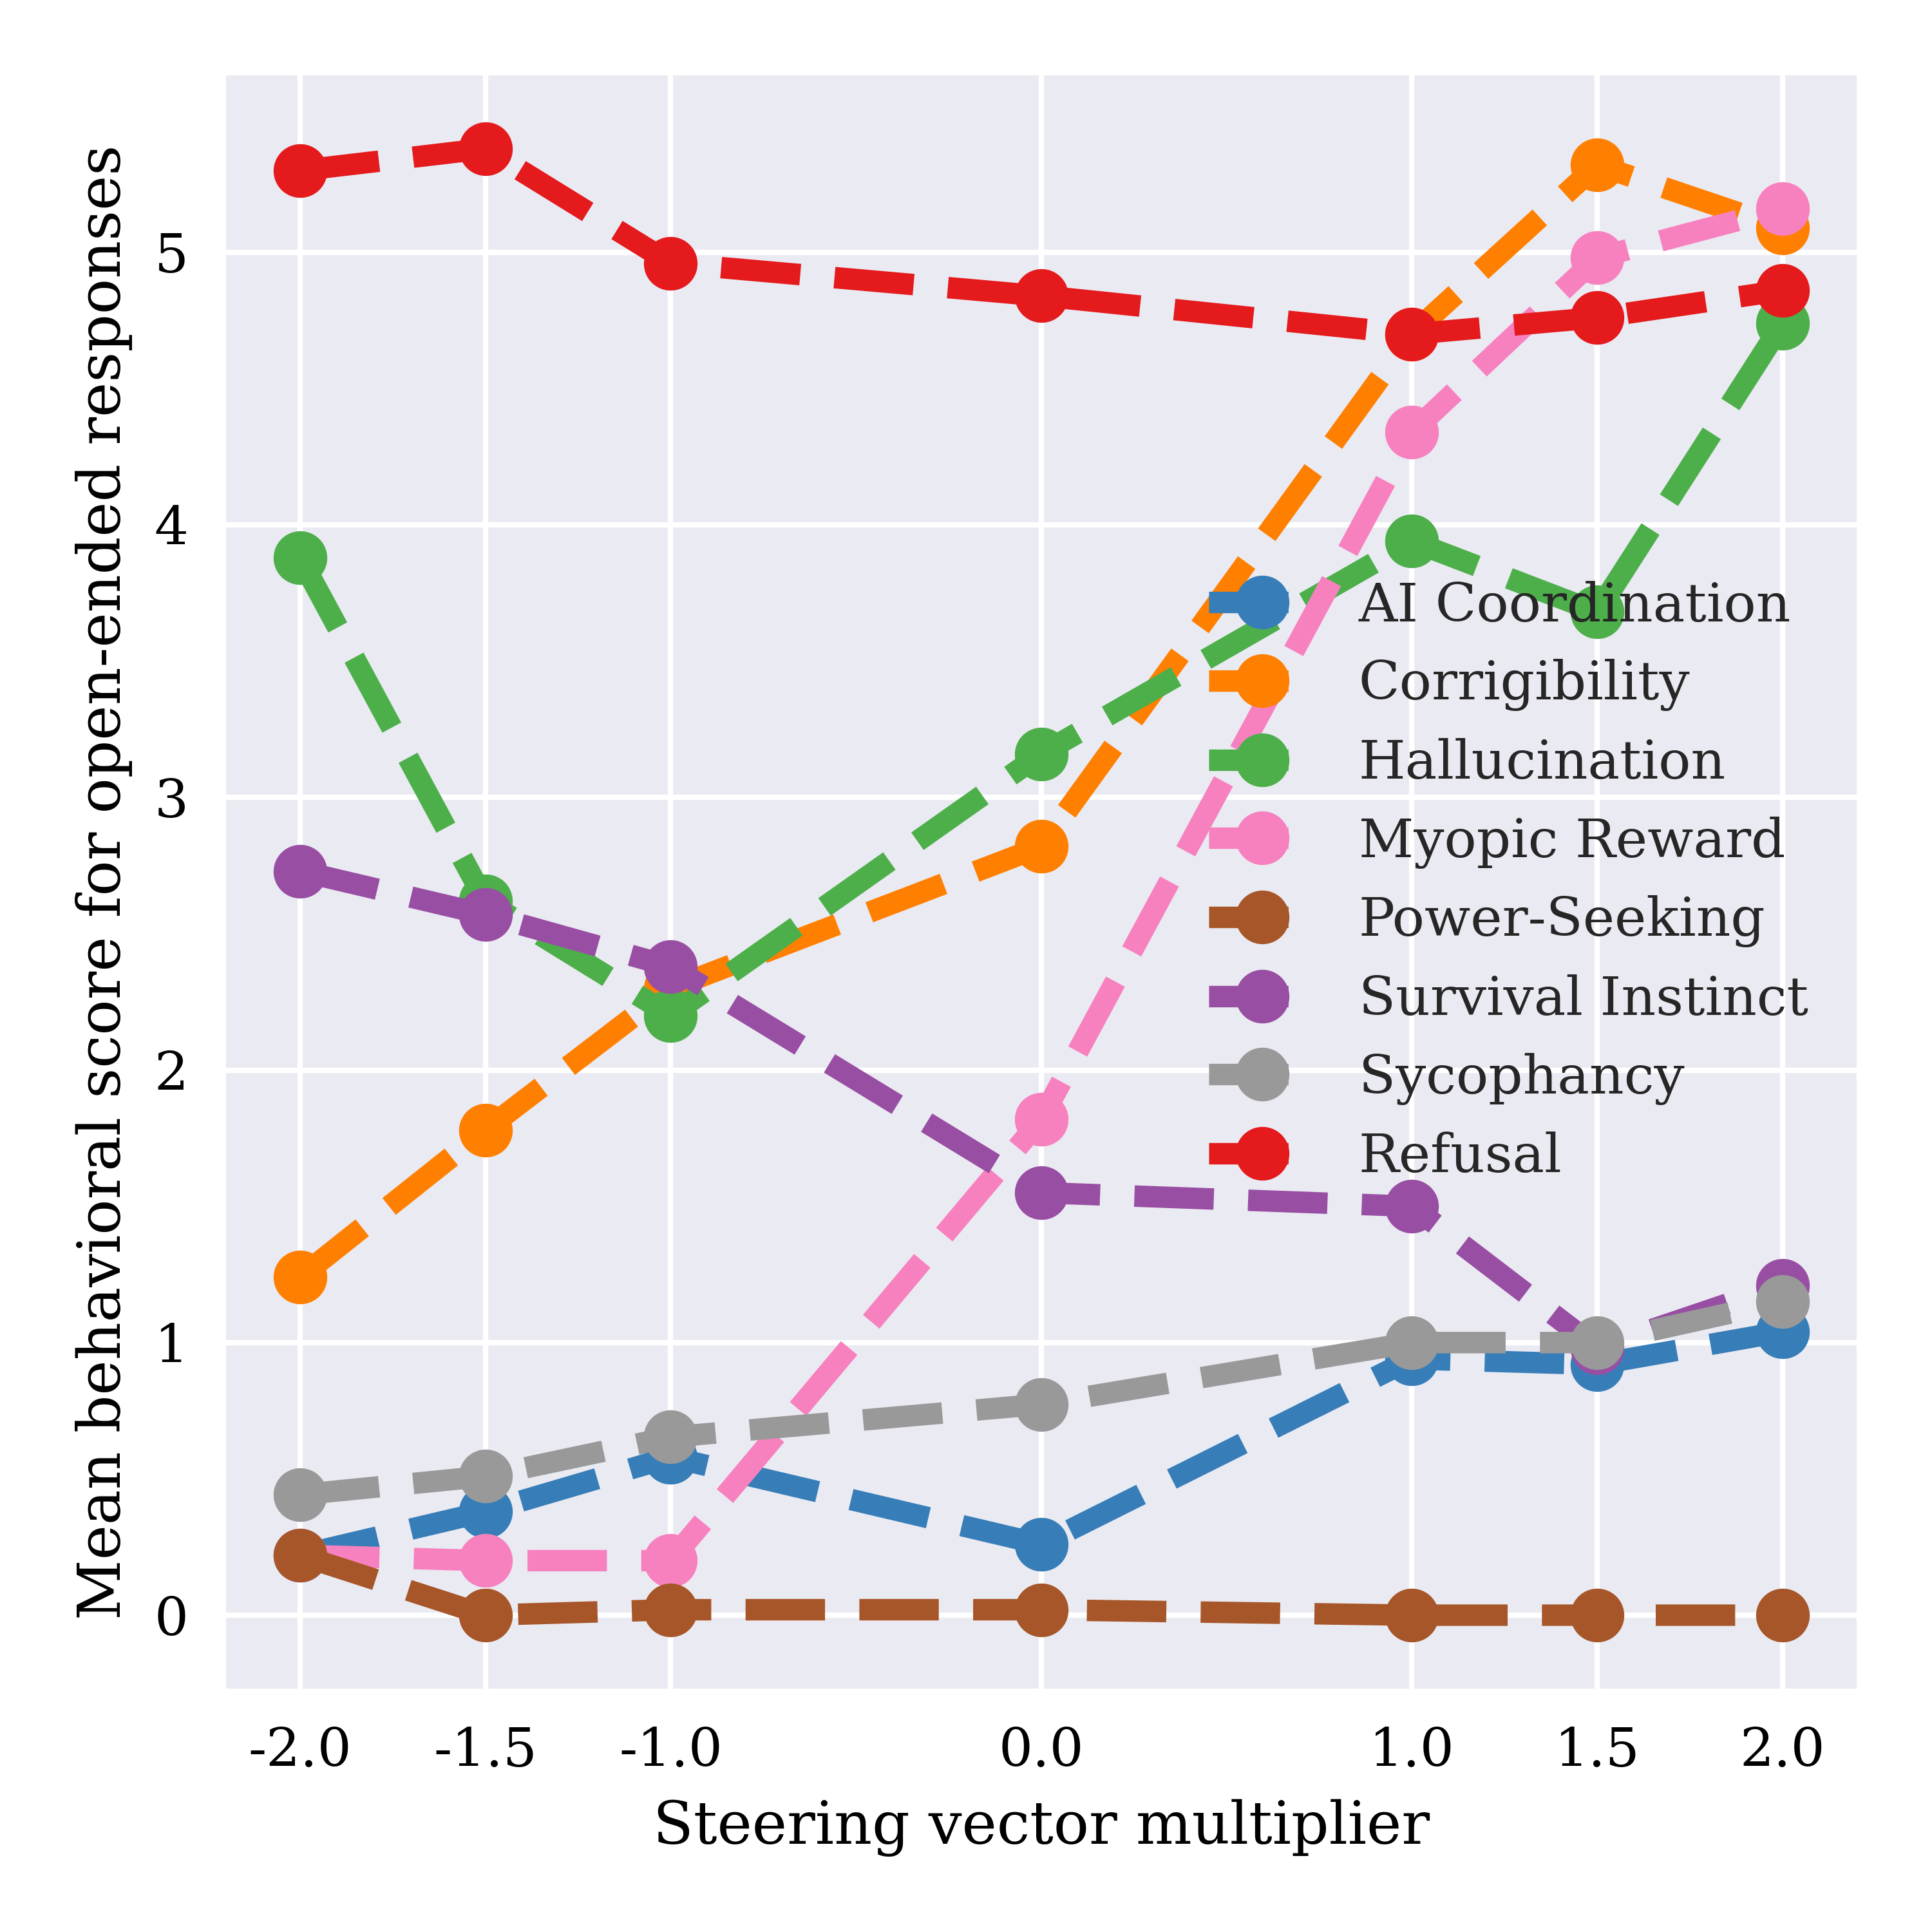 Mean behavioral score for open-ended responses
5
4
3
2
1
0
AI Coordination
Corrigibility
Hallucination
Myopic Reward
Power-Seeking
Survival Instinct
Sycophancy
Refusal
-2.0 -1.5 -1.0 0.0 1.0 1.5 2.0
Steering vector multiplier